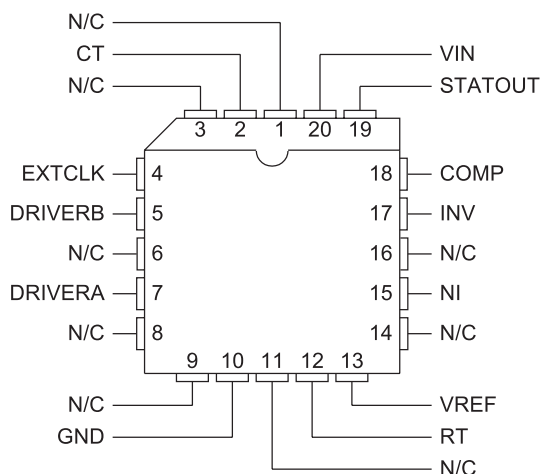 N/C
CT
N/C
VIN
STATOUT
3 2 1 20 19
EXTCLK 4 18 COMP
DRIVERB 5 17 INV
N/C 6 16 N/C
DRIVERA 7 15 NI
N/C 8 14 N/C
9 10 11 12 13
N/C VREF
GND RT
N/C